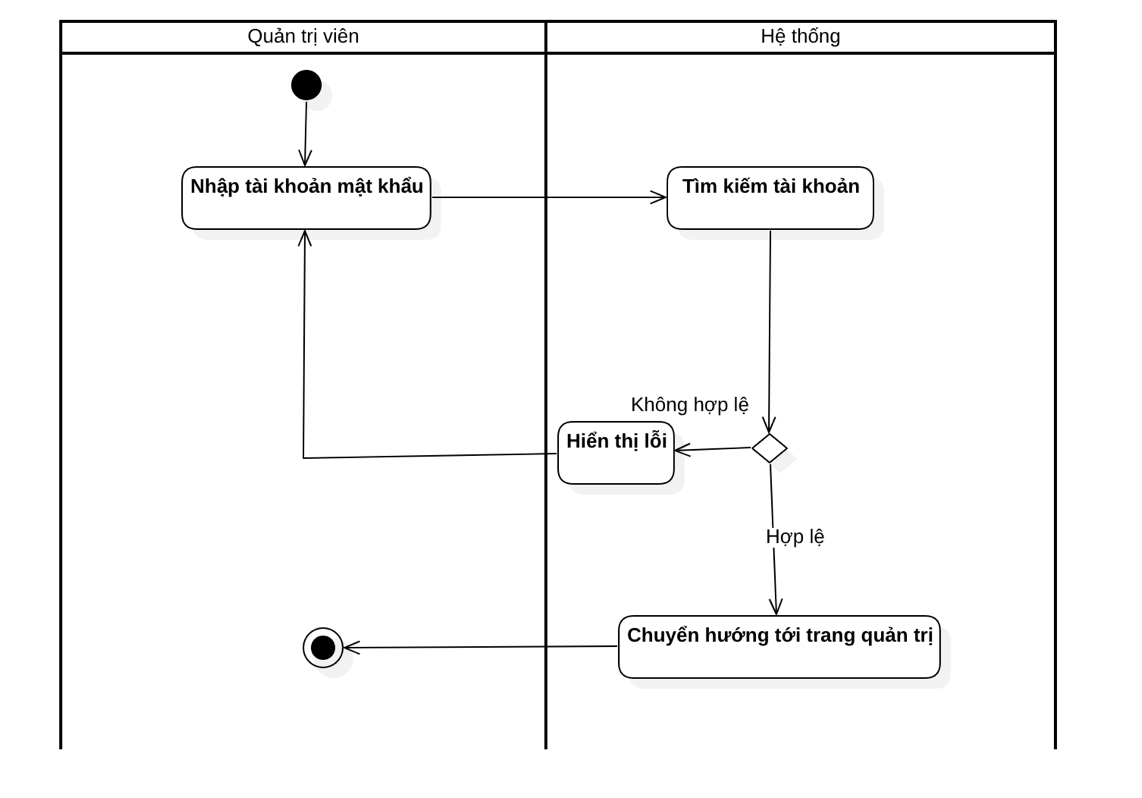 Quản trị viên
Hệ thống
Nhập tài khoản mật khẩu
Tìm kiếm tài khoản
Không hợp lệ
Hiển thị lỗi
Hợp lệ
Chuyển hướng tới trang quản trị